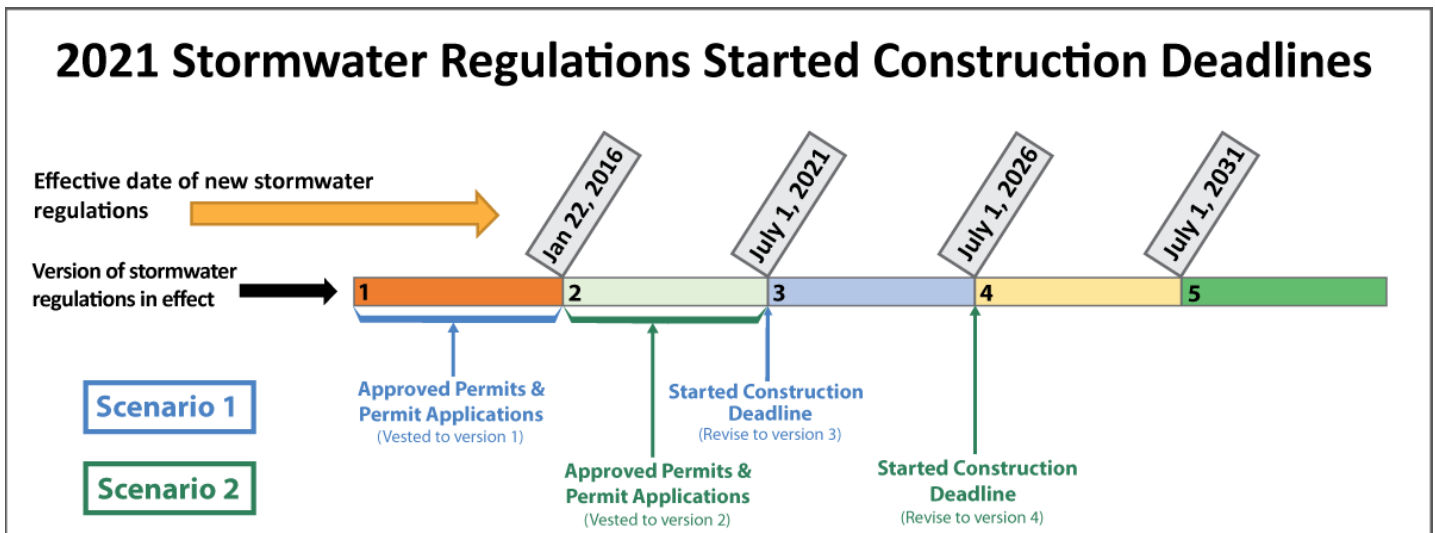 2021 Stormwater Regulations Started Construction Deadlines
Effective date of new stormwater
regulations
Jan 22, 2016
July 1, 2021
July 1, 2026
July 1, 2031
Version of stormwater
regulations in effect
1
2
3
4
5
Scenario 1
Approved Permits &
Permit Applications
(Vested to version 1)
Started Construction
Deadline
(Revise to version 3)
Scenario 2
Approved Permits &
Permit Applications
(Vested to version 2)
Started Construction
Deadline
(Revise to version 4)